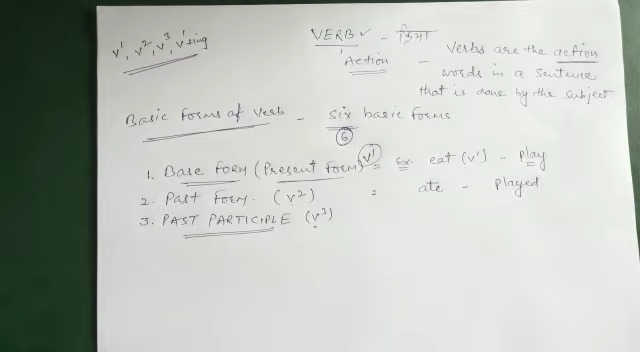 V¹, V², V³, V¹+ing
VERB ✓ - क्रिया
Action - Verbs are the action
words in a sentence
that is done by the subject
Basic Forms of Verb - six basic forms
6
1. BASE FORM (Present Form) V¹ = Ex. eat (V¹) - Play
2. Past Form. (V²) = ate - Played
3. PAST PARTICIPLE (V³)